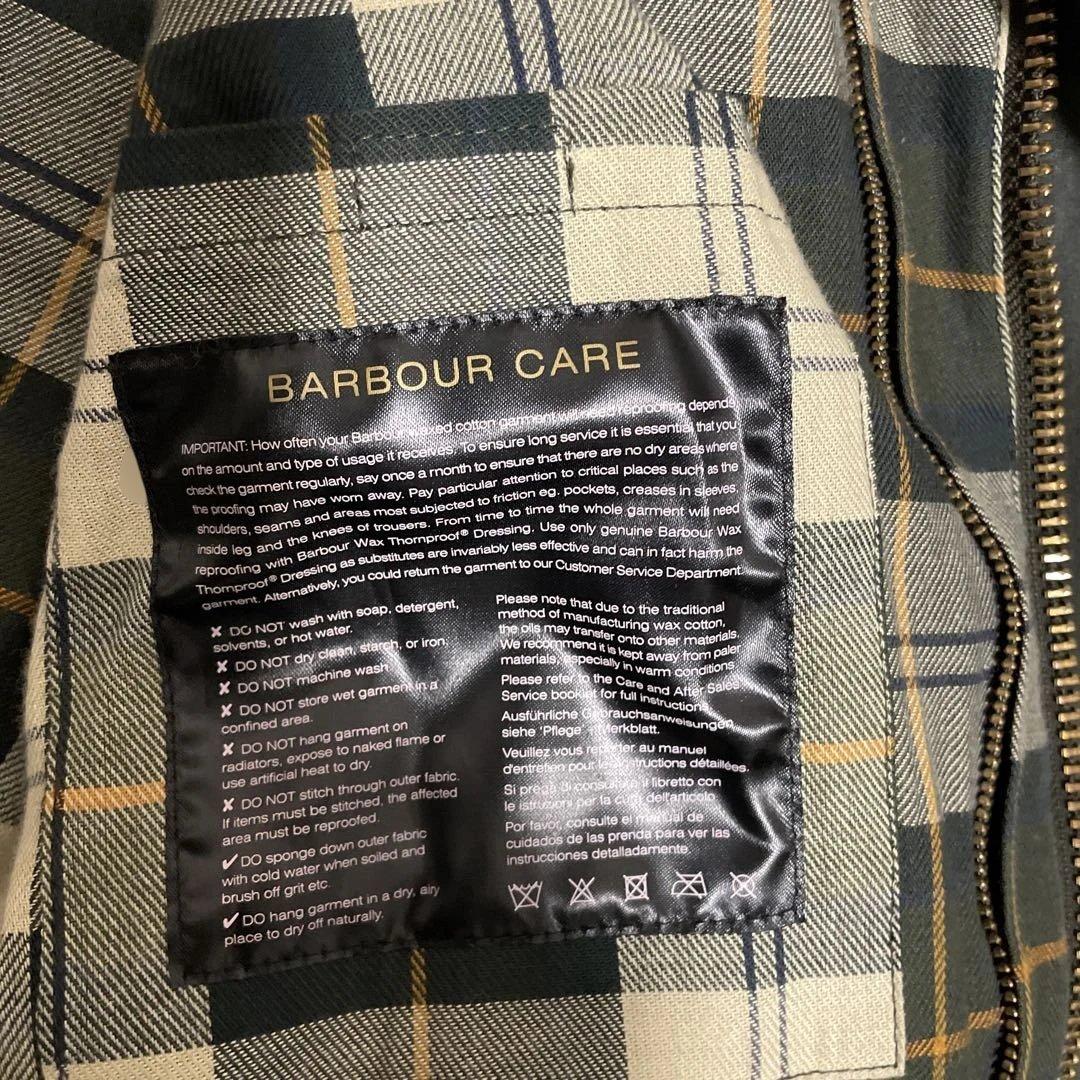 BARBOUR CARE
IMPORTANT: How often your Barbour waxed cotton garment will need reproofing depends
on the amount and type of usage it receives. To ensure long service it is essential that you
check the garment regularly, say once a month to ensure that there are no dry areas where
the proofing may have worn away. Pay particular attention to critical places such as the
shoulders, seams and areas most subjected to friction eg. pockets, creases in sleeves,
inside leg and the knees of trousers. From time to time the whole garment will need
reproofing with Barbour Wax Thornproof® Dressing. Use only genuine Barbour Wax
Thornproof® Dressing as substitutes are invariably less effective and can in fact harm the
garment. Alternatively, you could return the garment to our Customer Service Department.
✘ DO NOT wash with soap, detergent,
solvents, or hot water.
✘ DO NOT dry clean, starch, or iron.
✘ DO NOT machine wash.
✘ DO NOT store wet garment in a
confined area.
✘ DO NOT hang garment on
radiators, expose to naked flame or
use artificial heat to dry.
✘ DO NOT stitch through outer fabric.
If items must be stitched, the affected
area must be reproofed.
✔ DO sponge down outer fabric
with cold water when soiled and
brush off grit etc.
✔ DO hang garment in a dry, airy
place to dry off naturally.
Please note that due to the traditional
method of manufacturing wax cotton,
the oils may transfer onto other materials.
We recommend it is kept away from paler
materials, especially in warm conditions.
Please refer to the Care and After Sales
Service booklet for full instructions.
Ausführliche Gebrauchsanweisungen
siehe 'Pflege' Merkblatt.
Veuillez vous reporter au manuel
d'entretien pour les instructions détaillées.
Si prega di consultare il libretto con
le istruzioni per la cura dell'articolo.
Por favor, consulte el manual de
cuidados de las prenda para ver las
instrucciones detalladamente.